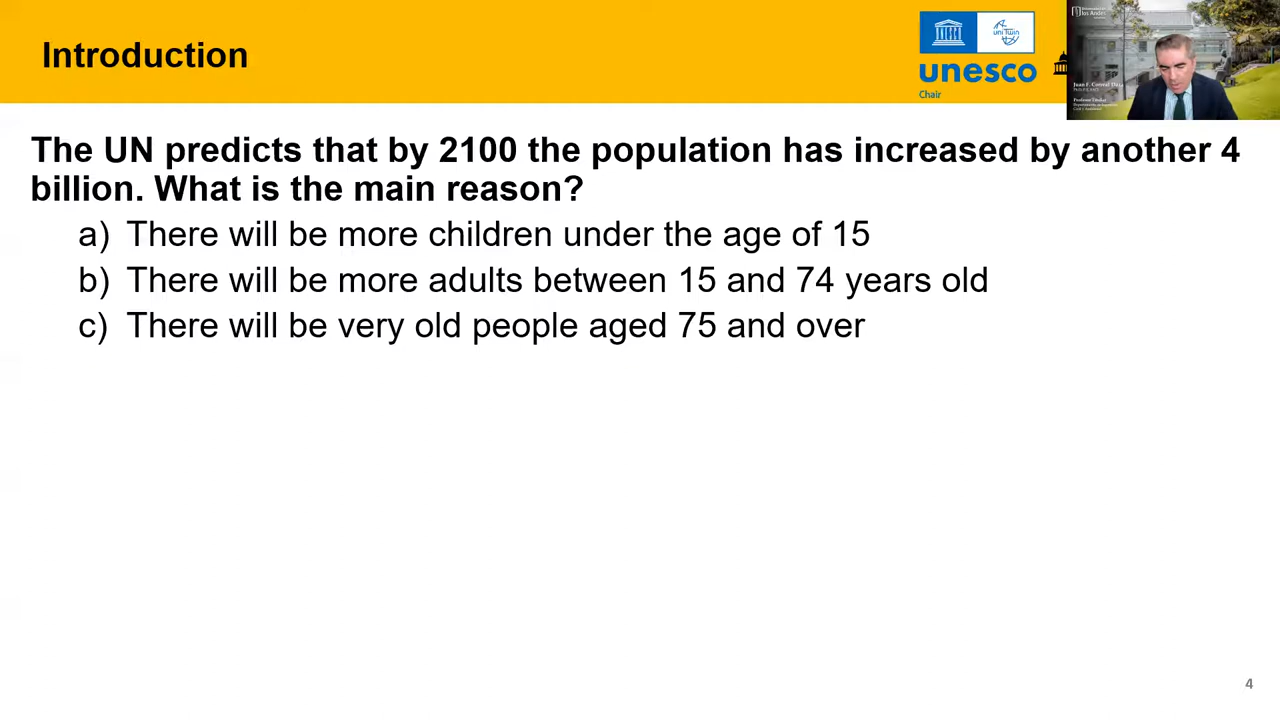 Introduction
unesco
Chair
UNI TWIN
The UN predicts that by 2100 the population has increased by another 4
billion. What is the main reason?
a) There will be more children under the age of 15
b) There will be more adults between 15 and 74 years old
c) There will be very old people aged 75 and over
4